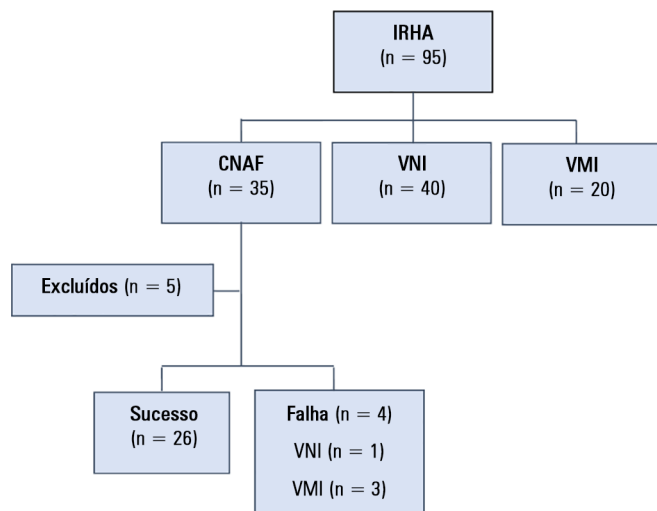 IRHA
(n = 95)
CNAF
(n = 35)
VNI
(n = 40)
VMI
(n = 20)
Excluídos (n = 5)
Sucesso
(n = 26)
Falha (n = 4)
VNI (n = 1)
VMI (n = 3)